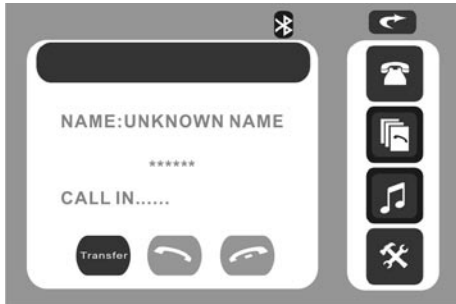 NAME:UNKNOWN NAME
******
CALL IN......
Transfer